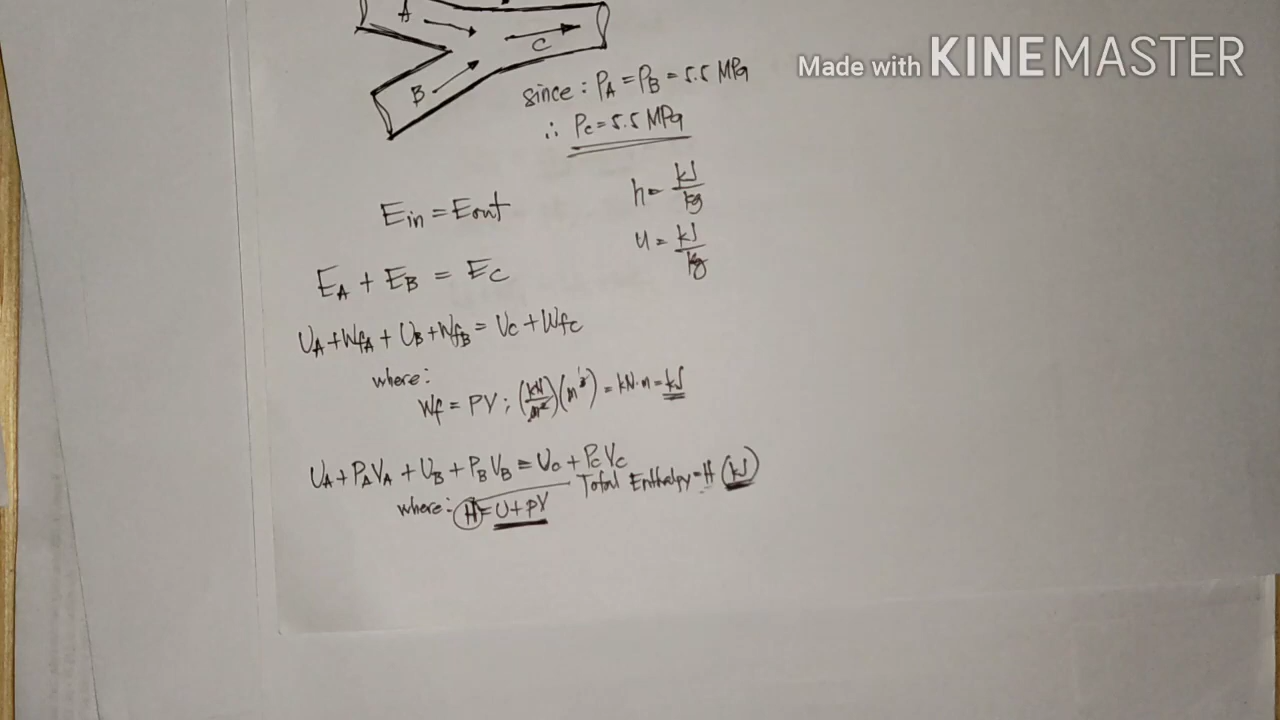 Made with KINEMASTER
A
C
B
since: PA = PB = 5.5 MPa
∴ Pc = 5.5 MPa
h = kJ/kg
Ein = Eout
u = kJ/kg
EA + EB = EC
UA + WfA + UB + WfB = UC + WfC
where:
Wf = PV ; (kN/m²)(m³) = kN·m = kJ
UA + PAVA + UB + PBVB = UC + PCVC
Total Enthalpy = H (kJ)
where: H = U + PV